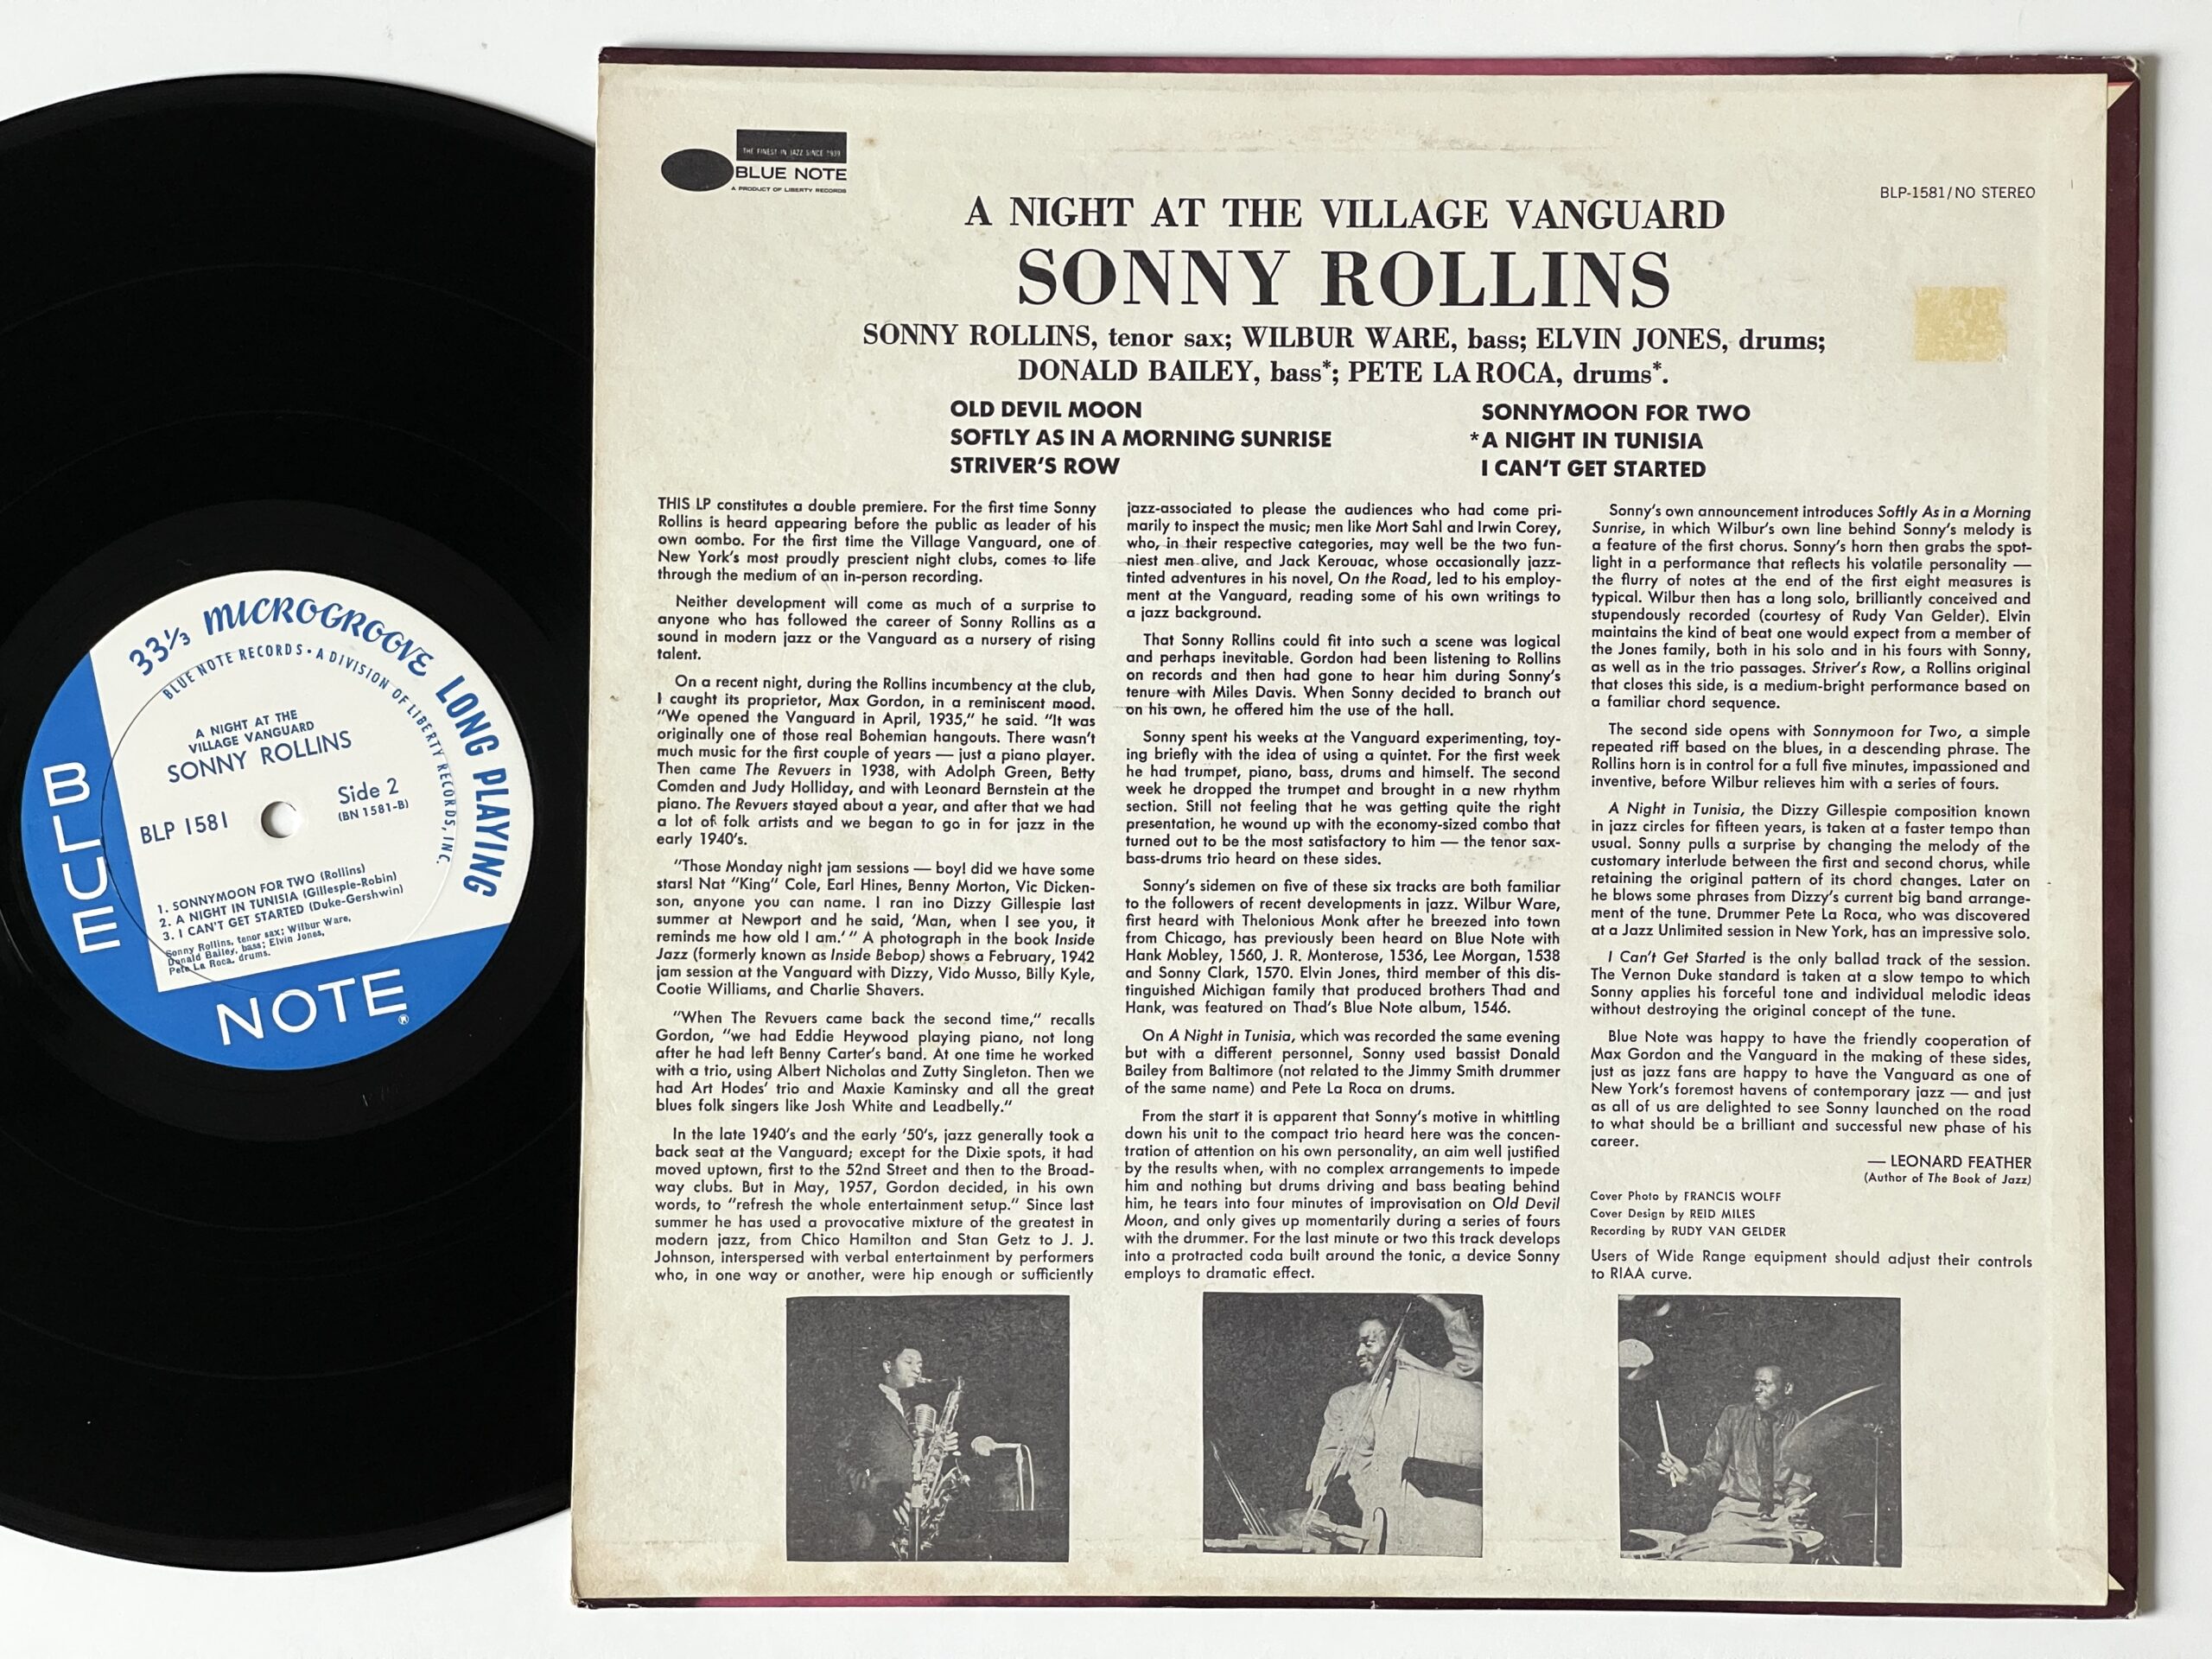 33⅓ MICROGROOVE LONG PLAYING
BLUE NOTE RECORDS • A DIVISION OF LIBERTY RECORDS, INC.
A NIGHT AT THE
VILLAGE VANGUARD
SONNY ROLLINS
Side 2
(BN 1581-B)
BLP 1581
1. SONNYMOON FOR TWO (Rollins)
2. A NIGHT IN TUNISIA (Gillespie-Robin)
3. I CAN'T GET STARTED (Duke-Gershwin)
Sonny Rollins, tenor sax; Wilbur Ware,
Donald Bailey, bass; Elvin Jones,
Pete La Roca, drums.
BLUE
NOTE®
THE FINEST IN JAZZ SINCE 1939
BLUE NOTE
A PRODUCT OF LIBERTY RECORDS
BLP-1581/NO STEREO
A NIGHT AT THE VILLAGE VANGUARD
SONNY ROLLINS
SONNY ROLLINS, tenor sax; WILBUR WARE, bass; ELVIN JONES, drums;
DONALD BAILEY, bass*; PETE LA ROCA, drums*.
OLD DEVIL MOON
SOFTLY AS IN A MORNING SUNRISE
STRIVER'S ROW
SONNYMOON FOR TWO
*A NIGHT IN TUNISIA
I CAN'T GET STARTED
THIS LP constitutes a double premiere. For the first time Sonny
Rollins is heard appearing before the public as leader of his
own oombo. For the first time the Village Vanguard, one of
New York's most proudly prescient night clubs, comes to life
through the medium of an in-person recording.
Neither development will come as much of a surprise to
anyone who has followed the career of Sonny Rollins as a
sound in modern jazz or the Vanguard as a nursery of rising
talent.
On a recent night, during the Rollins incumbency at the club,
I caught its proprietor, Max Gordon, in a reminiscent mood.
"We opened the Vanguard in April, 1935," he said. "It was
originally one of those real Bohemian hangouts. There wasn't
much music for the first couple of years — just a piano player.
Then came The Revuers in 1938, with Adolph Green, Betty
Comden and Judy Holliday, and with Leonard Bernstein at the
piano. The Revuers stayed about a year, and after that we had
a lot of folk artists and we began to go in for jazz in the
early 1940's.
"Those Monday night jam sessions — boy! did we have some
stars! Nat "King" Cole, Earl Hines, Benny Morton, Vic Dicken-
son, anyone you can name. I ran ino Dizzy Gillespie last
summer at Newport and he said, 'Man, when I see you, it
reminds me how old I am.' " A photograph in the book Inside
Jazz (formerly known as Inside Bebop) shows a February, 1942
jam session at the Vanguard with Dizzy, Vido Musso, Billy Kyle,
Cootie Williams, and Charlie Shavers.
"When The Revuers came back the second time," recalls
Gordon, "we had Eddie Heywood playing piano, not long
after he had left Benny Carter's band. At one time he worked
with a trio, using Albert Nicholas and Zutty Singleton. Then we
had Art Hodes' trio and Maxie Kaminsky and all the great
blues folk singers like Josh White and Leadbelly."
In the late 1940's and the early '50's, jazz generally took a
back seat at the Vanguard; except for the Dixie spots, it had
moved uptown, first to the 52nd Street and then to the Broad-
way clubs. But in May, 1957, Gordon decided, in his own
words, to "refresh the whole entertainment setup." Since last
summer he has used a provocative mixture of the greatest in
modern jazz, from Chico Hamilton and Stan Getz to J. J.
Johnson, interspersed with verbal entertainment by performers
who, in one way or another, were hip enough or sufficiently
jazz-associated to please the audiences who had come pri-
marily to inspect the music; men like Mort Sahl and Irwin Corey,
who, in their respective categories, may well be the two fun-
niest men alive, and Jack Kerouac, whose occasionally jazz-
tinted adventures in his novel, On the Road, led to his employ-
ment at the Vanguard, reading some of his own writings to
a jazz background.
That Sonny Rollins could fit into such a scene was logical
and perhaps inevitable. Gordon had been listening to Rollins
on records and then had gone to hear him during Sonny's
tenure with Miles Davis. When Sonny decided to branch out
on his own, he offered him the use of the hall.
Sonny spent his weeks at the Vanguard experimenting, toy-
ing briefly with the idea of using a quintet. For the first week
he had trumpet, piano, bass, drums and himself. The second
week he dropped the trumpet and brought in a new rhythm
section. Still not feeling that he was getting quite the right
presentation, he wound up with the economy-sized combo that
turned out to be the most satisfactory to him — the tenor sax-
bass-drums trio heard on these sides.
Sonny's sidemen on five of these six tracks are both familiar
to the followers of recent developments in jazz. Wilbur Ware,
first heard with Thelonious Monk after he breezed into town
from Chicago, has previously been heard on Blue Note with
Hank Mobley, 1560, J. R. Monterose, 1536, Lee Morgan, 1538
and Sonny Clark, 1570. Elvin Jones, third member of this dis-
tinguished Michigan family that produced brothers Thad and
Hank, was featured on Thad's Blue Note album, 1546.
On A Night in Tunisia, which was recorded the same evening
but with a different personnel, Sonny used bassist Donald
Bailey from Baltimore (not related to the Jimmy Smith drummer
of the same name) and Pete La Roca on drums.
From the start it is apparent that Sonny's motive in whittling
down his unit to the compact trio heard here was the concen-
tration of attention on his own personality, an aim well justified
by the results when, with no complex arrangements to impede
him and nothing but drums driving and bass beating behind
him, he tears into four minutes of improvisation on Old Devil
Moon, and only gives up momentarily during a series of fours
with the drummer. For the last minute or two this track develops
into a protracted coda built around the tonic, a device Sonny
employs to dramatic effect.
Sonny's own announcement introduces Softly As in a Morning
Sunrise, in which Wilbur's own line behind Sonny's melody is
a feature of the first chorus. Sonny's horn then grabs the spot-
light in a performance that reflects his volatile personality —
the flurry of notes at the end of the first eight measures is
typical. Wilbur then has a long solo, brilliantly conceived and
stupendously recorded (courtesy of Rudy Van Gelder). Elvin
maintains the kind of beat one would expect from a member of
the Jones family, both in his solo and in his fours with Sonny,
as well as in the trio passages. Striver's Row, a Rollins original
that closes this side, is a medium-bright performance based on
a familiar chord sequence.
The second side opens with Sonnymoon for Two, a simple
repeated riff based on the blues, in a descending phrase. The
Rollins horn is in control for a full five minutes, impassioned and
inventive, before Wilbur relieves him with a series of fours.
A Night in Tunisia, the Dizzy Gillespie composition known
in jazz circles for fifteen years, is taken at a faster tempo than
usual. Sonny pulls a surprise by changing the melody of the
customary interlude between the first and second chorus, while
retaining the original pattern of its chord changes. Later on
he blows some phrases from Dizzy's current big band arrange-
ment of the tune. Drummer Pete La Roca, who was discovered
at a Jazz Unlimited session in New York, has an impressive solo.
I Can't Get Started is the only ballad track of the session.
The Vernon Duke standard is taken at a slow tempo to which
Sonny applies his forceful tone and individual melodic ideas
without destroying the original concept of the tune.
Blue Note was happy to have the friendly cooperation of
Max Gordon and the Vanguard in the making of these sides,
just as jazz fans are happy to have the Vanguard as one of
New York's foremost havens of contemporary jazz — and just
as all of us are delighted to see Sonny launched on the road
to what should be a brilliant and successful new phase of his
career.
— LEONARD FEATHER
(Author of The Book of Jazz)
Cover Photo by FRANCIS WOLFF
Cover Design by REID MILES
Recording by RUDY VAN GELDER
Users of Wide Range equipment should adjust their controls
to RIAA curve.